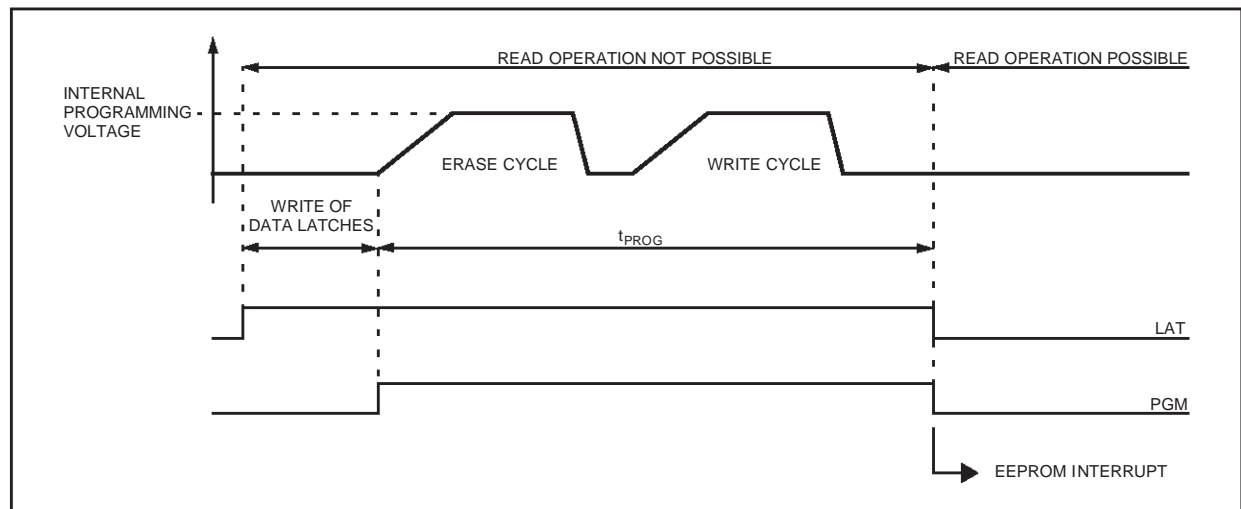 READ OPERATION NOT POSSIBLE
READ OPERATION POSSIBLE
INTERNAL
PROGRAMMING
VOLTAGE
ERASE CYCLE
WRITE CYCLE
WRITE OF
DATA LATCHES
tPROG
LAT
PGM
EEPROM INTERRUPT